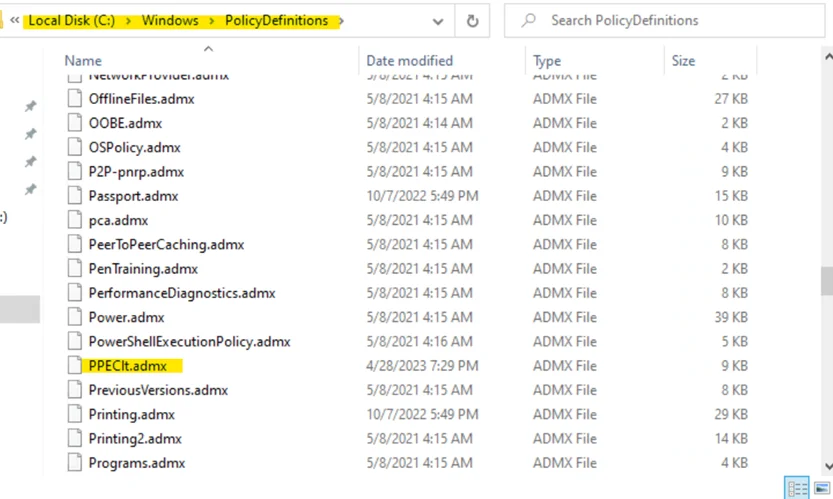 « Local Disk (C:) › Windows › PolicyDefinitions › Search PolicyDefinitions
Name Date modified Type Size
NetworkProvider.admx 5/8/2021 4:15 AM ADMX File 2 KB
OfflineFiles.admx 5/8/2021 4:15 AM ADMX File 27 KB
OOBE.admx 5/8/2021 4:14 AM ADMX File 2 KB
OSPolicy.admx 5/8/2021 4:15 AM ADMX File 4 KB
P2P-pnrp.admx 5/8/2021 4:15 AM ADMX File 9 KB
Passport.admx 10/7/2022 5:49 PM ADMX File 15 KB
:) pca.admx 5/8/2021 4:15 AM ADMX File 10 KB
PeerToPeerCaching.admx 5/8/2021 4:15 AM ADMX File 8 KB
PenTraining.admx 5/8/2021 4:15 AM ADMX File 2 KB
PerformanceDiagnostics.admx 5/8/2021 4:15 AM ADMX File 8 KB
Power.admx 5/8/2021 4:15 AM ADMX File 39 KB
PowerShellExecutionPolicy.admx 5/8/2021 4:16 AM ADMX File 5 KB
PPEClt.admx 4/28/2023 7:29 PM ADMX File 9 KB
PreviousVersions.admx 5/8/2021 4:15 AM ADMX File 8 KB
Printing.admx 10/7/2022 5:49 PM ADMX File 29 KB
Printing2.admx 5/8/2021 4:15 AM ADMX File 14 KB
Programs.admx 5/8/2021 4:15 AM ADMX File 4 KB